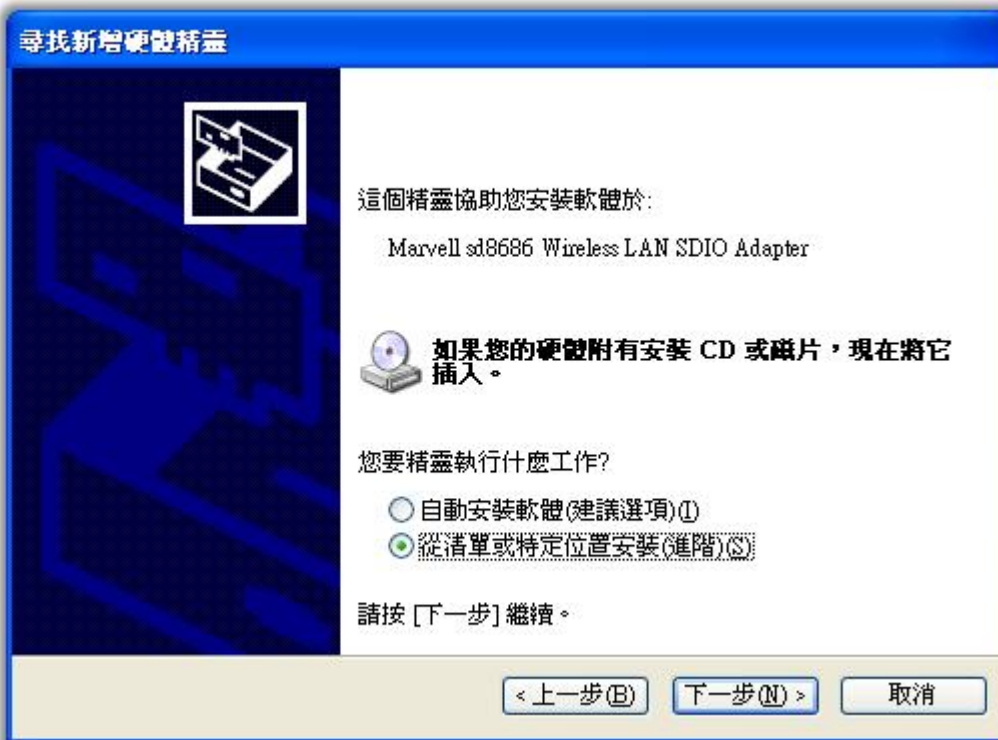 尋找新增硬體精靈
這個精靈協助您安裝軟體於:
Marvell sd8686 Wireless LAN SDIO Adapter
如果您的硬體附有安裝 CD 或磁片，現在將它
插入。
您要精靈執行什麼工作?
自動安裝軟體(建議選項)(I)
從清單或特定位置安裝(進階)(S)
請按 [下一步] 繼續。
< 上一步(B) 下一步(N) > 取消